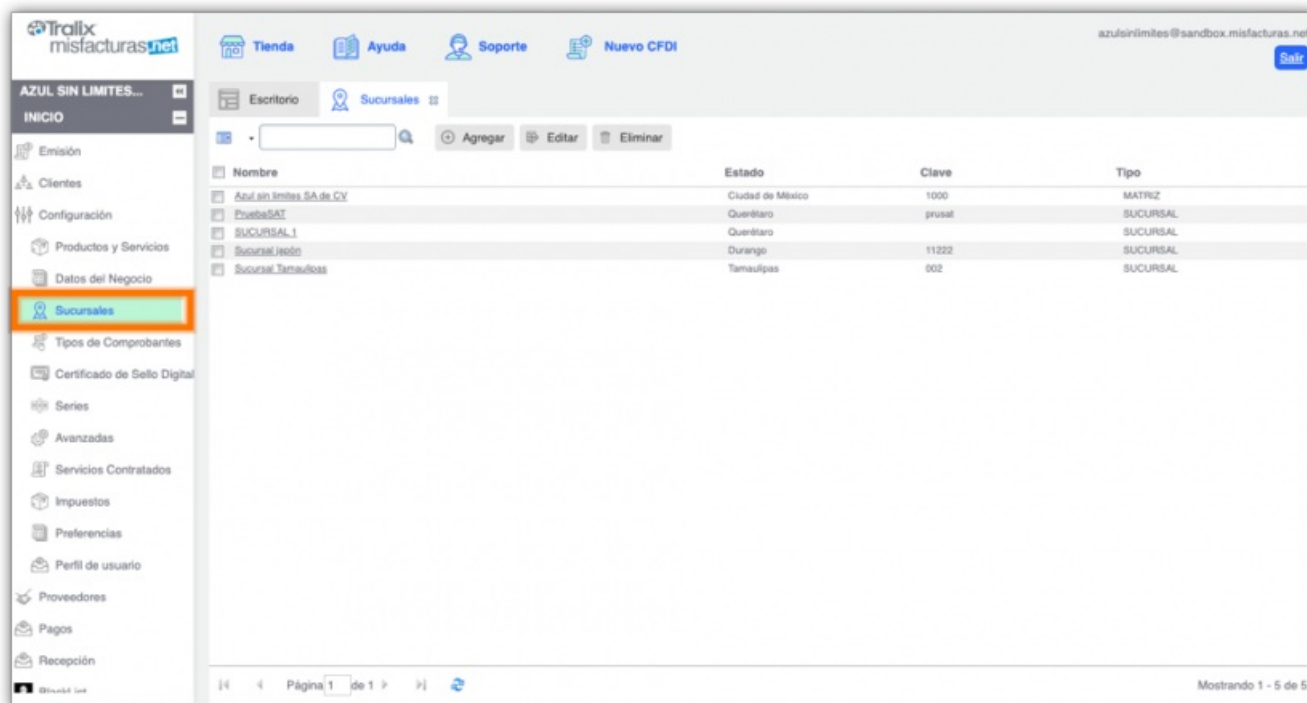 Tralix
misfacturas.net
Tienda
Ayuda
Soporte
Nuevo CFDI
azulsinlimites@sandbox.misfacturas.net
Salir
AZUL SIN LIMITES...
INICIO
Emisión
Clientes
Configuración
Productos y Servicios
Datos del Negocio
Sucursales
Tipos de Comprobantes
Certificado de Sello Digital
Series
Avanzadas
Servicios Contratados
Impuestos
Preferencias
Perfil de usuario
Proveedores
Pagos
Recepción
BlackList
Escritorio
Sucursales
Agregar
Editar
Eliminar
Nombre Estado Clave Tipo
Azul sin limites SA de CV Ciudad de México 1000 MATRIZ
PruebaSAT Querétaro prusat SUCURSAL
SUCURSAL 1 Querétaro SUCURSAL
Sucursal japón Durango 11222 SUCURSAL
Sucursal Tamaulipas Tamaulipas 002 SUCURSAL
Página 1 de 1
Mostrando 1 - 5 de 5